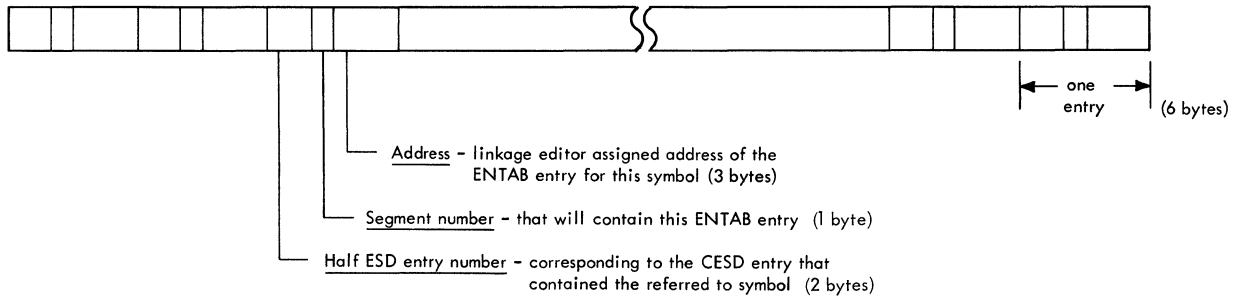 one
entry
(6 bytes)
Address - linkage editor assigned address of the
ENTAB entry for this symbol (3 bytes)
Segment number - that will contain this ENTAB entry (1 byte)
Half ESD entry number - corresponding to the CESD entry that
contained the referred to symbol (2 bytes)